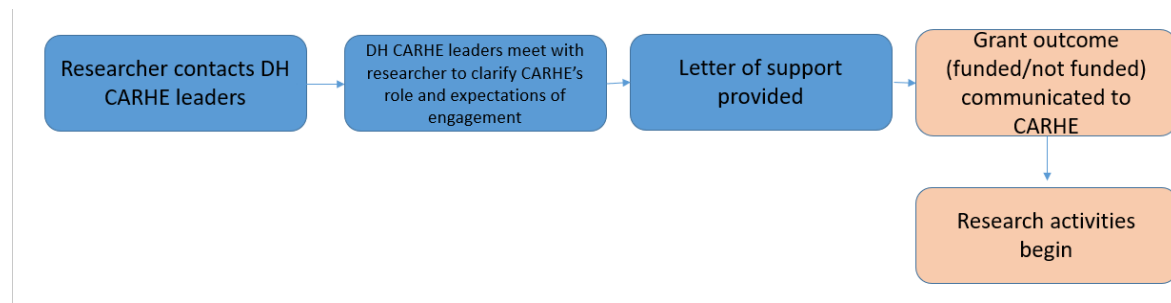 Researcher contacts DH
CARHE leaders
DH CARHE leaders meet with
researcher to clarify CARHE’s
role and expectations of
engagement
Letter of support
provided
Grant outcome
(funded/not funded)
communicated to
CARHE
Research activities
begin